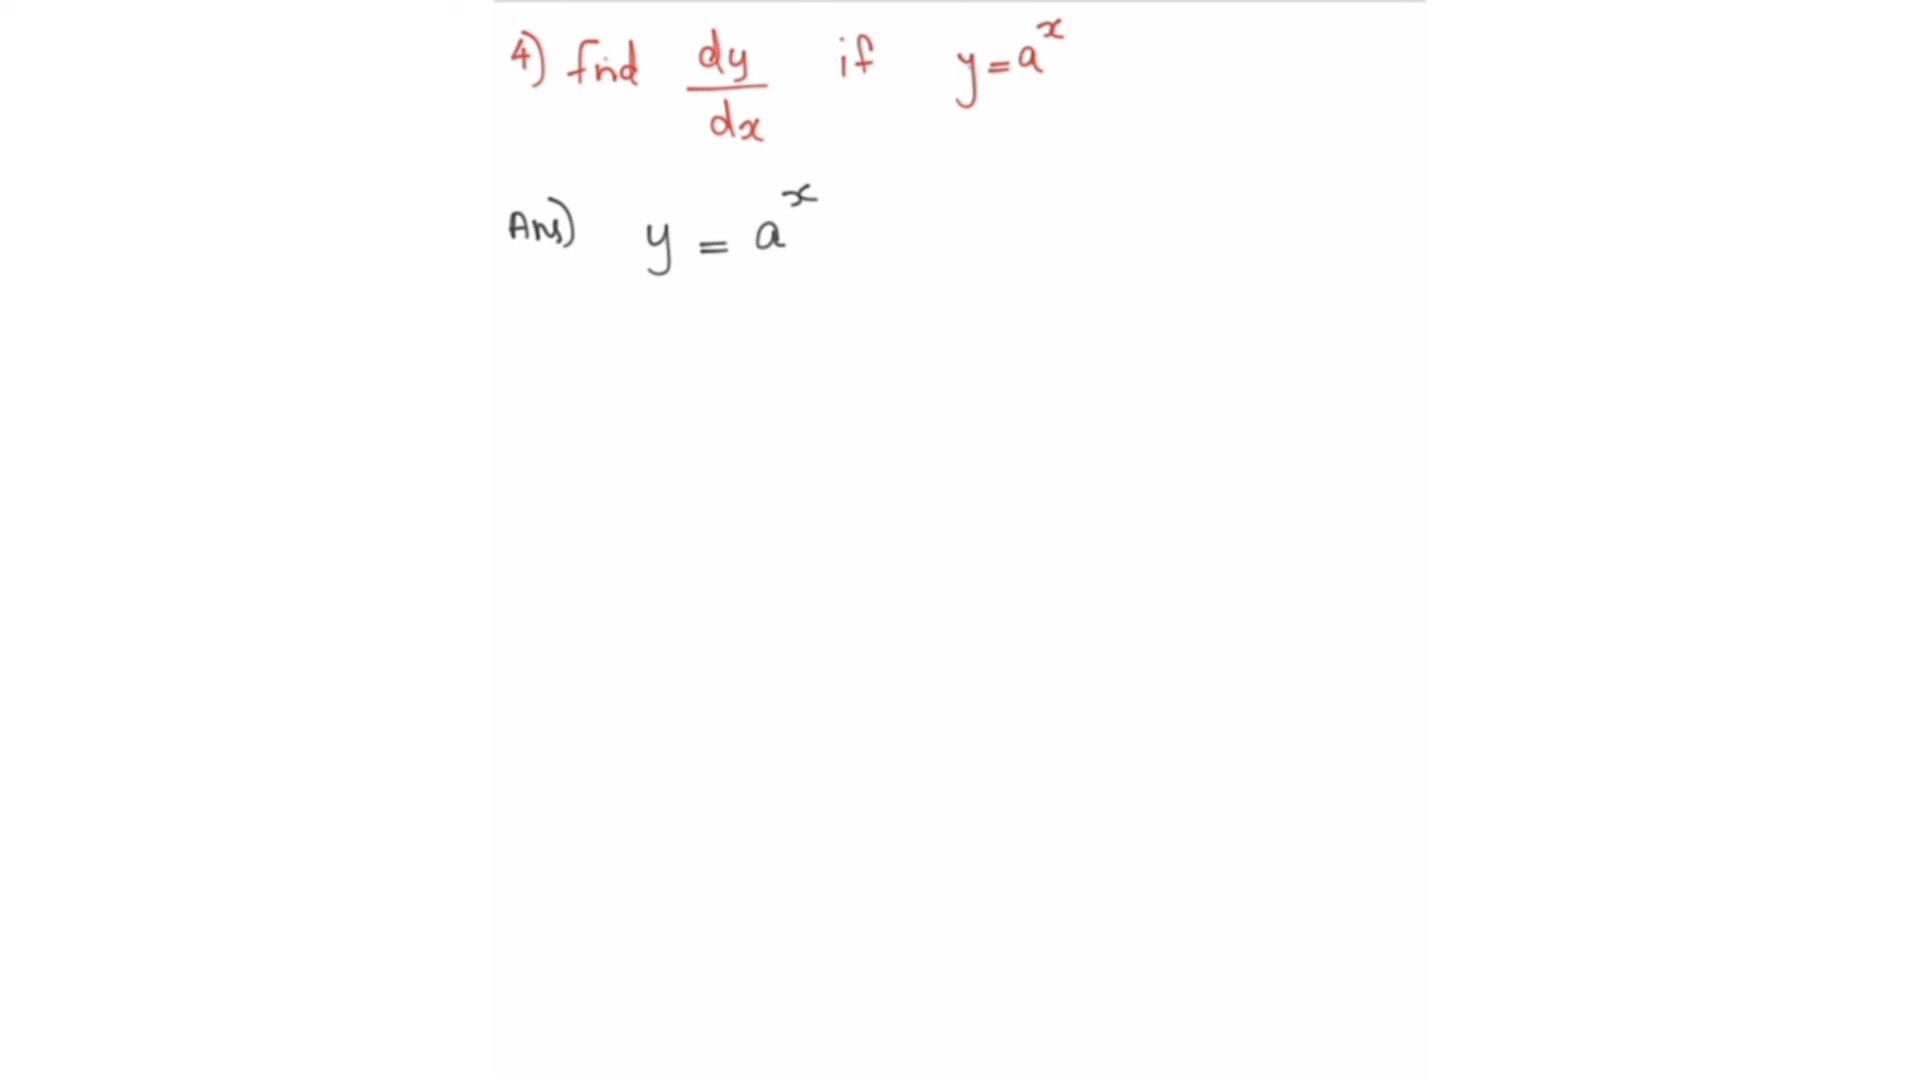 4) find dy/dx if y = a^x
Ans) y = a^x